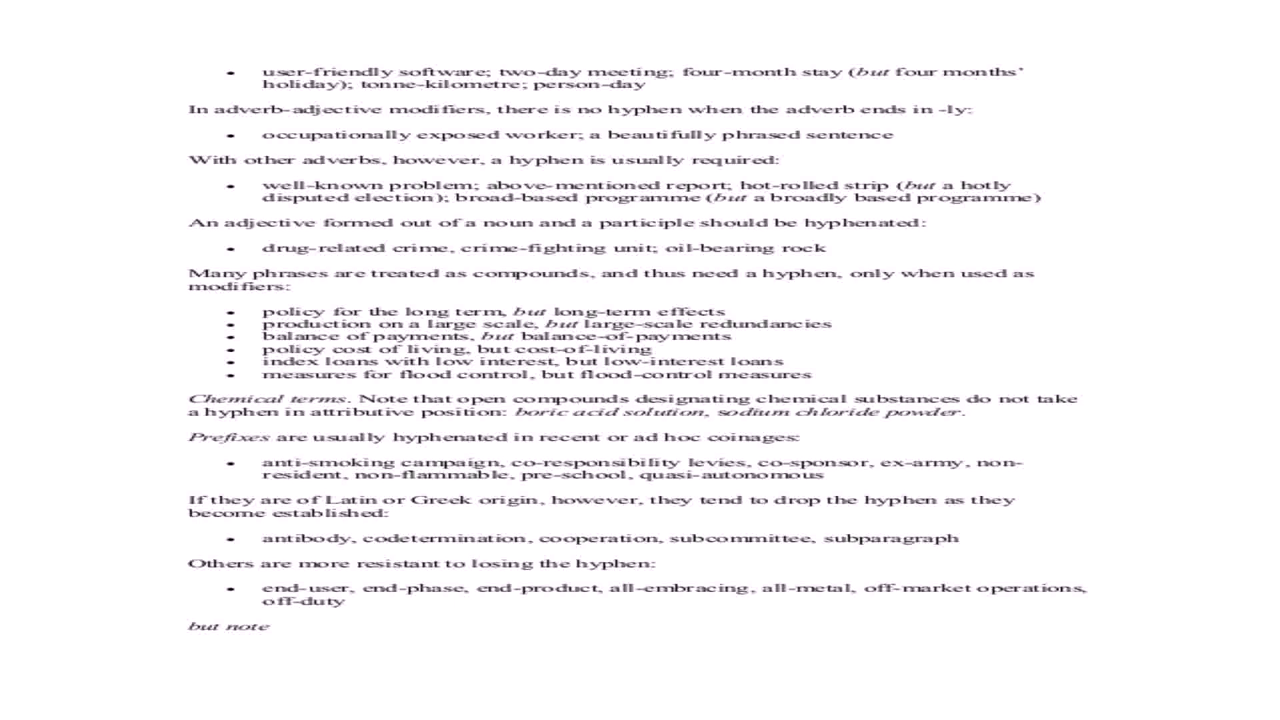 • user-friendly software; two-day meeting; four-month stay (but four months'
holiday); tonne-kilometre; person-day
In adverb-adjective modifiers, there is no hyphen when the adverb ends in -ly:
• occupationally exposed worker; a beautifully phrased sentence
With other adverbs, however, a hyphen is usually required:
• well-known problem; above-mentioned report; hot-rolled strip (but a hotly
disputed election); broad-based programme (but a broadly based programme)
An adjective formed out of a noun and a participle should be hyphenated:
• drug-related crime, crime-fighting unit; oil-bearing rock
Many phrases are treated as compounds, and thus need a hyphen, only when used as
modifiers:
• policy for the long term, but long-term effects
• production on a large scale, but large-scale redundancies
• balance of payments, but balance-of-payments
• policy cost of living, but cost-of-living
• index loans with low interest, but low-interest loans
• measures for flood control, but flood-control measures
Chemical terms. Note that open compounds designating chemical substances do not take
a hyphen in attributive position: boric acid solution, sodium chloride powder.
Prefixes are usually hyphenated in recent or ad hoc coinages:
• anti-smoking campaign, co-responsibility levies, co-sponsor, ex-army, non-
resident, non-flammable, pre-school, quasi-autonomous
If they are of Latin or Greek origin, however, they tend to drop the hyphen as they
become established:
• antibody, codetermination, cooperation, subcommittee, subparagraph
Others are more resistant to losing the hyphen:
• end-user, end-phase, end-product, all-embracing, all-metal, off-market operations,
off-duty
but note